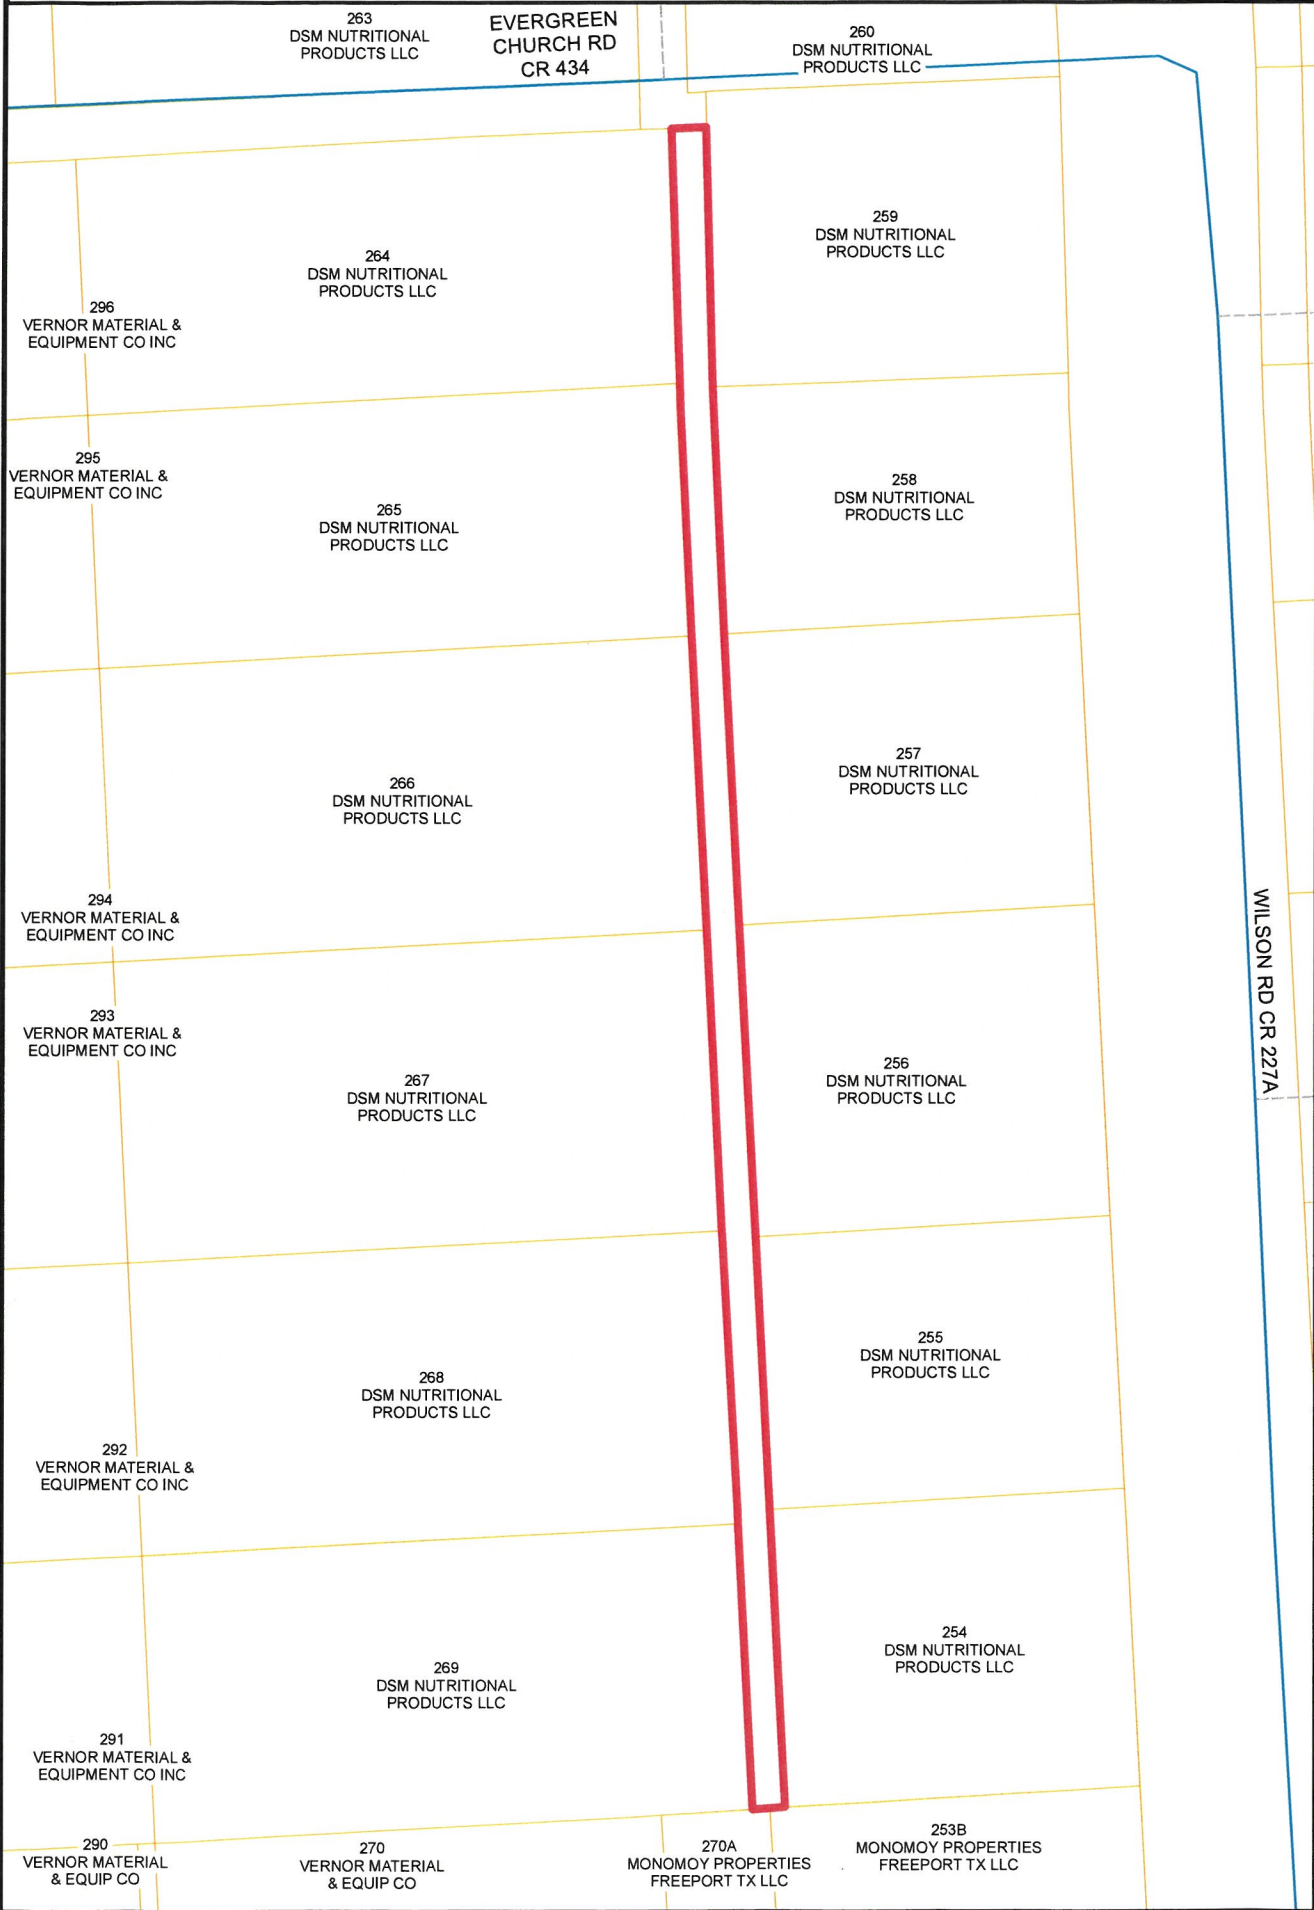 263
DSM NUTRITIONAL
PRODUCTS LLC
EVERGREEN
CHURCH RD
CR 434
260
DSM NUTRITIONAL
PRODUCTS LLC
259
DSM NUTRITIONAL
PRODUCTS LLC
264
DSM NUTRITIONAL
PRODUCTS LLC
296
VERNOR MATERIAL &
EQUIPMENT CO INC
295
VERNOR MATERIAL &
EQUIPMENT CO INC
265
DSM NUTRITIONAL
PRODUCTS LLC
258
DSM NUTRITIONAL
PRODUCTS LLC
257
DSM NUTRITIONAL
PRODUCTS LLC
266
DSM NUTRITIONAL
PRODUCTS LLC
294
VERNOR MATERIAL &
EQUIPMENT CO INC
WILSON RD CR 227A
293
VERNOR MATERIAL &
EQUIPMENT CO INC
267
DSM NUTRITIONAL
PRODUCTS LLC
256
DSM NUTRITIONAL
PRODUCTS LLC
255
DSM NUTRITIONAL
PRODUCTS LLC
268
DSM NUTRITIONAL
PRODUCTS LLC
292
VERNOR MATERIAL &
EQUIPMENT CO INC
254
DSM NUTRITIONAL
PRODUCTS LLC
269
DSM NUTRITIONAL
PRODUCTS LLC
291
VERNOR MATERIAL &
EQUIPMENT CO INC
290
VERNOR MATERIAL
& EQUIP CO
270
VERNOR MATERIAL
& EQUIP CO
270A
MONOMOY PROPERTIES
FREEPORT TX LLC
253B
MONOMOY PROPERTIES
FREEPORT TX LLC